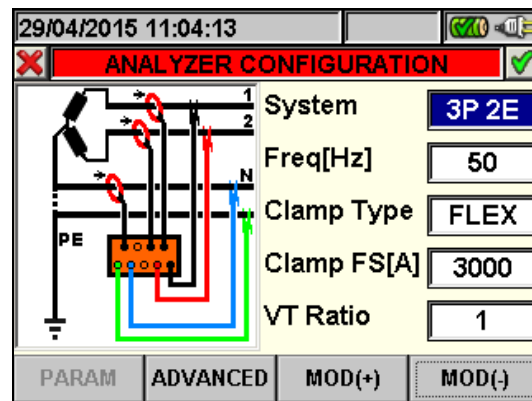 29/04/2015 11:04:13
ANALYZER CONFIGURATION
1
2
N
PE
System 3P 2E
Freq[Hz] 50
Clamp Type FLEX
Clamp FS[A] 3000
VT Ratio 1
PARAM ADVANCED MOD(+) MOD(-)